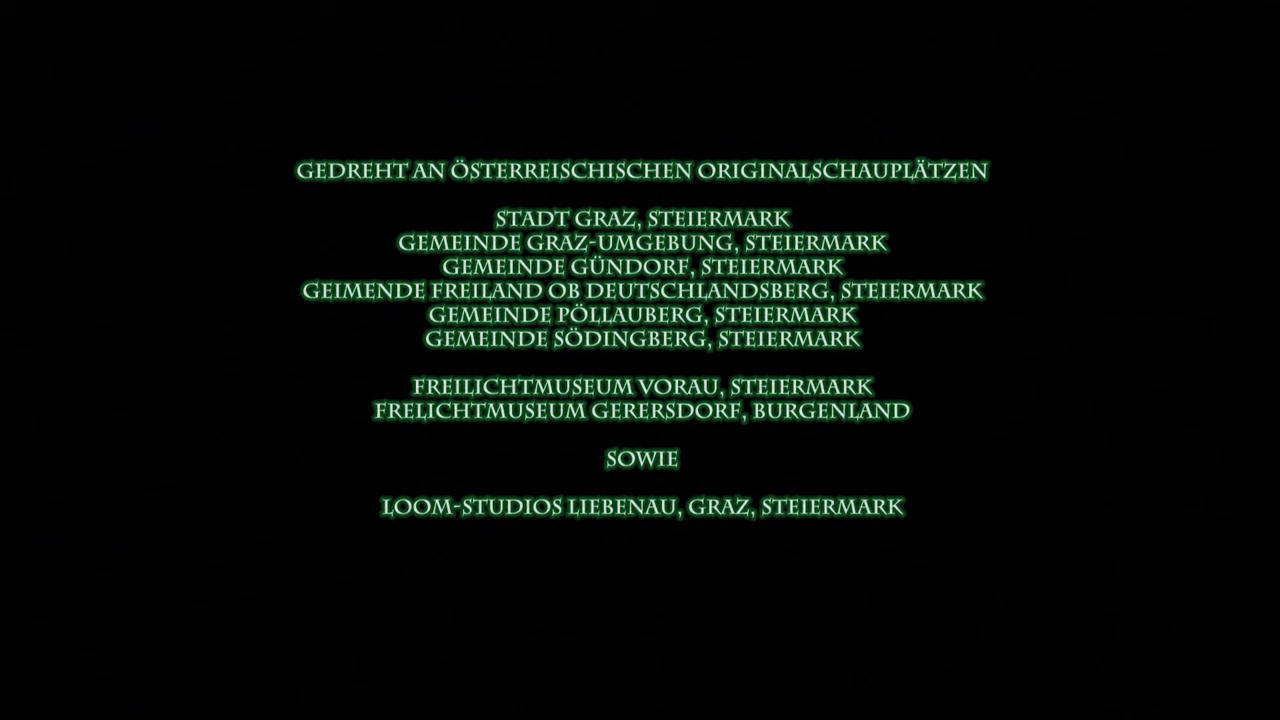 GEDREHT AN ÖSTERREISCHISCHEN ORIGINALSCHAUPLÄTZEN
STADT GRAZ, STEIERMARK
GEMEINDE GRAZ-UMGEBUNG, STEIERMARK
GEMEINDE GÜNDORF, STEIERMARK
GEIMENDE FREILAND OB DEUTSCHLANDSBERG, STEIERMARK
GEMEINDE PÖLLAUBERG, STEIERMARK
GEMEINDE SÖDINGBERG, STEIERMARK
FREILICHTMUSEUM VORAU, STEIERMARK
FRELICHTMUSEUM GERERSDORF, BURGENLAND
SOWIE
LOOM-STUDIOS LIEBENAU, GRAZ, STEIERMARK